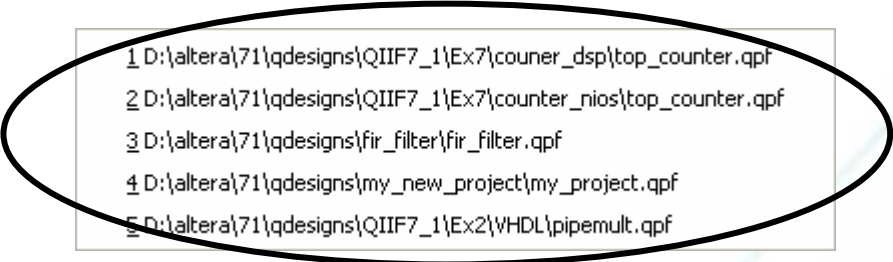 1 D:\altera\71\qdesigns\QIIF7_1\Ex7\couner_dsp\top_counter.qpf
2 D:\altera\71\qdesigns\QIIF7_1\Ex7\counter_nios\top_counter.qpf
3 D:\altera\71\qdesigns\fir_filter\fir_filter.qpf
4 D:\altera\71\qdesigns\my_new_project\my_project.qpf
5 D:\altera\71\qdesigns\QIIF7_1\Ex2\VHDL\pipemult.qpf